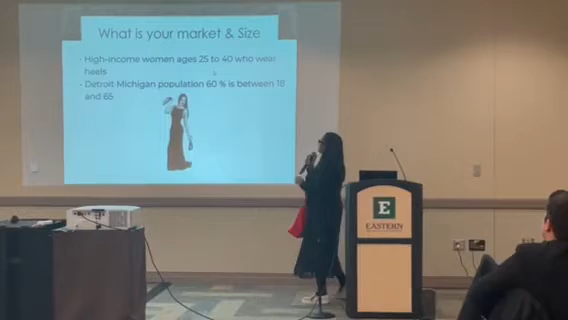 What is your market & Size
· High-income women ages 25 to 40 who wear
heels
· Detroit Michigan population 60 % is between 18
and 65
E
EASTERN